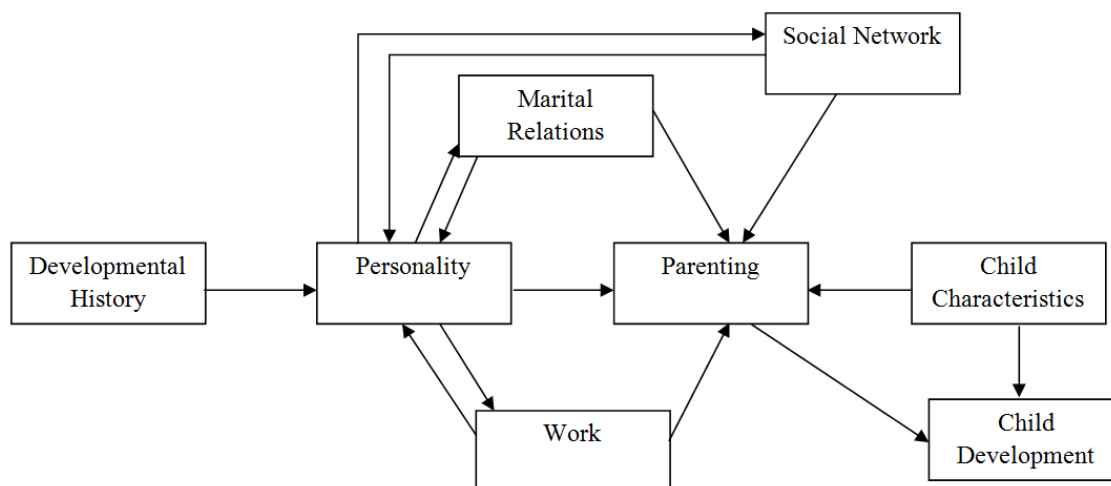 Social Network
Marital
Relations
Developmental
History
Personality
Parenting
Child
Characteristics
Work
Child
Development